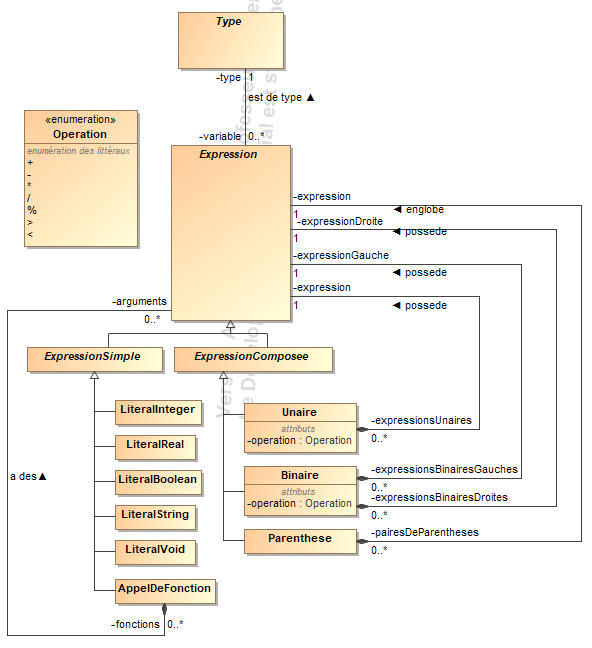 Type
-type 1
est de type ▲
-variable 0..*
«enumeration»
Operation
enumération des littéraux
+
-
*
/
%
>
<
Expression
-expression
1
◄ englobe
-expressionDroite
1
◄ possede
-expressionGauche
1
◄ possede
-expression
1
◄ possede
-arguments
0..*
ExpressionSimple
ExpressionComposee
LiteralInteger
LiteralReal
LiteralBoolean
LiteralString
LiteralVoid
AppelDeFonction
a des▲
-fonctions 0..*
Unaire
attributs
-operation : Operation
-expressionsUnaires
0..*
Binaire
attributs
-operation : Operation
-expressionsBinairesGauches
0..*
-expressionsBinairesDroites
0..*
Parenthese
-pairesDeParentheses
0..*